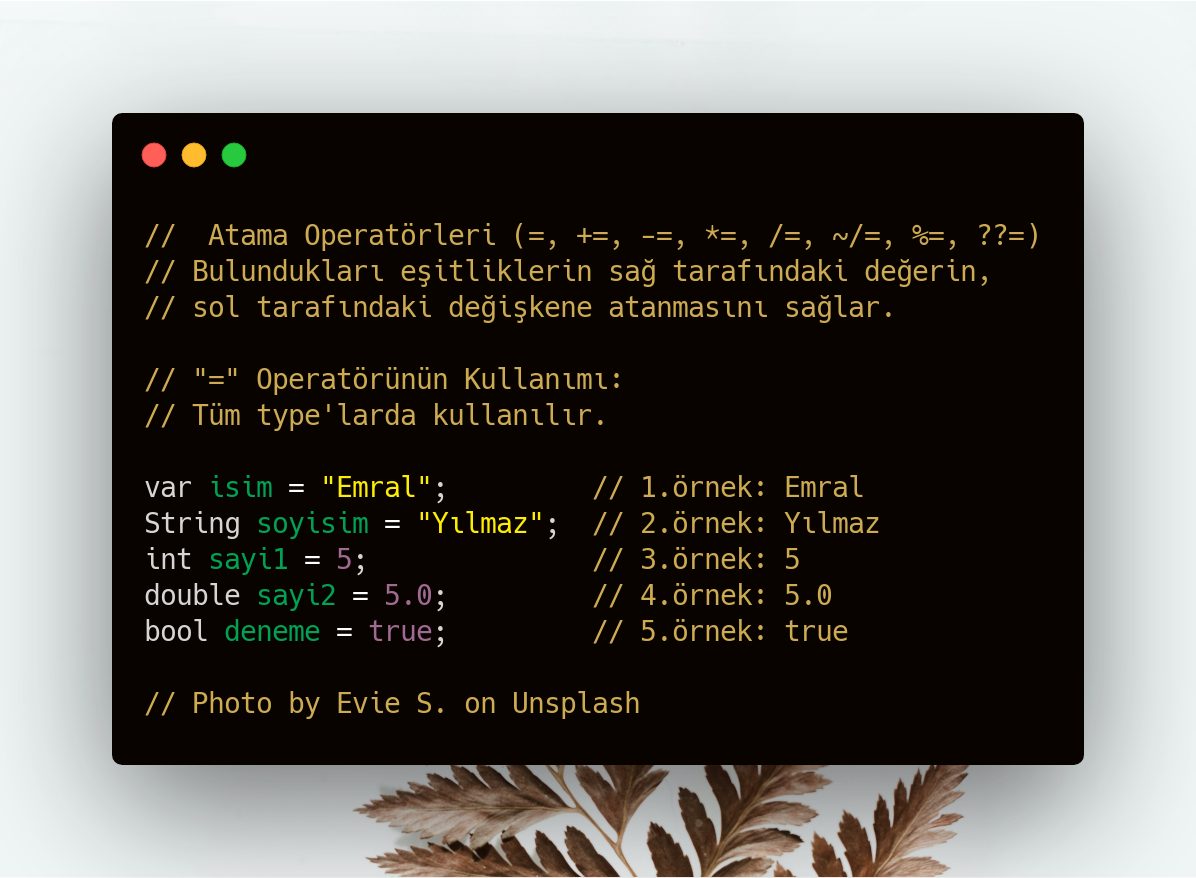 //  Atama Operatörleri (=, +=, -=, *=, /=, ~/=, %=, ??=)
// Bulundukları eşitliklerin sağ tarafındaki değerin,
// sol tarafındaki değişkene atanmasını sağlar.
// "=" Operatörünün Kullanımı:
// Tüm type'larda kullanılır.
var isim = "Emral";         // 1.örnek: Emral
String soyisim = "Yılmaz";  // 2.örnek: Yılmaz
int sayi1 = 5;              // 3.örnek: 5
double sayi2 = 5.0;         // 4.örnek: 5.0
bool deneme = true;         // 5.örnek: true
// Photo by Evie S. on Unsplash